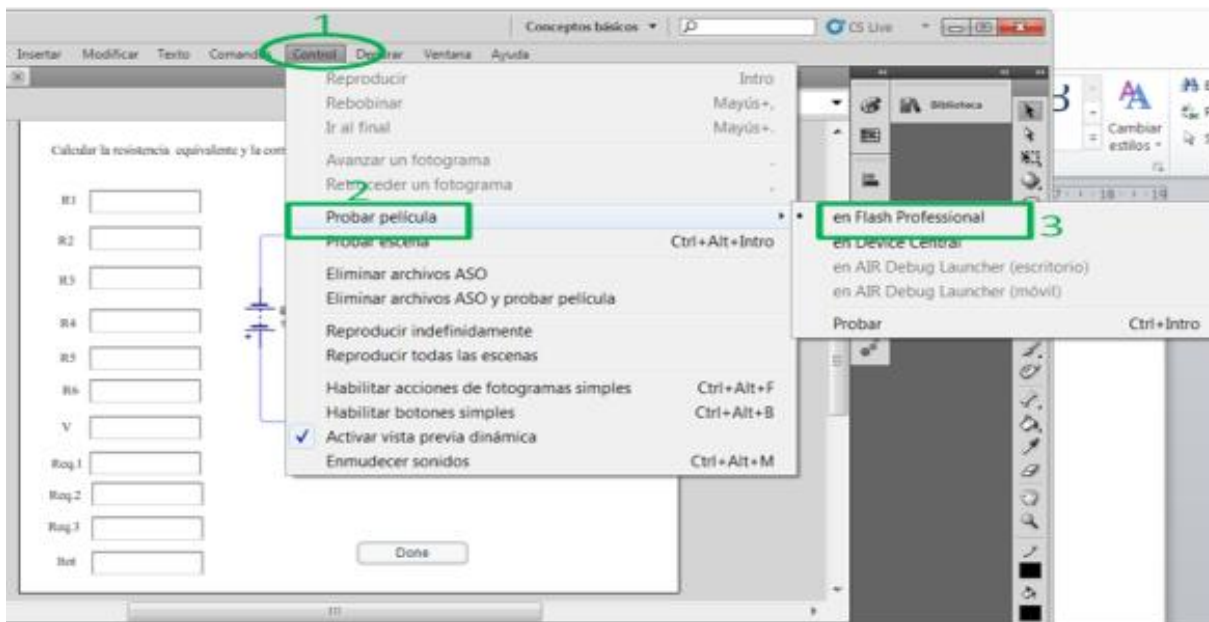 1
Conceptos básicos
CS Live
Insertar Modificar Texto Comandos Control Depurar Ventana Ayuda
Reproducir Intro
Rebobinar Mayús+,
Ir al final Mayús+.
Avanzar un fotograma .
Retroceder un fotograma ,
2
Probar película
Probar escena Ctrl+Alt+Intro
Eliminar archivos ASO
Eliminar archivos ASO y probar película
Reproducir indefinidamente
Reproducir todas las escenas
Habilitar acciones de fotogramas simples Ctrl+Alt+F
Habilitar botones simples Ctrl+Alt+B
Activar vista previa dinámica
Enmudecer sonidos Ctrl+Alt+M
en Flash Professional
3
en Device Central
en AIR Debug Launcher (escritorio)
en AIR Debug Launcher (móvil)
Probar Ctrl+Intro
Calcular la resistencia equivalente y la
R1
R2
R3
R4
R5
R6
V
Req.1
Req.2
Req.3
Done
Biblioteca
Cambiar
estilos
18 19